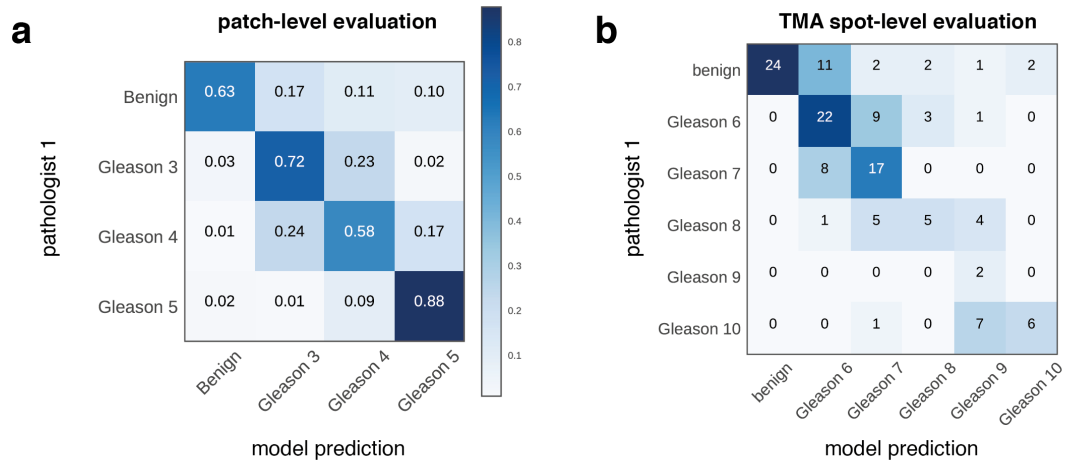 a
patch-level evaluation
pathologist 1
Benign 0.63 0.17 0.11 0.10
Gleason 3 0.03 0.72 0.23 0.02
Gleason 4 0.01 0.24 0.58 0.17
Gleason 5 0.02 0.01 0.09 0.88
Benign Gleason 3 Gleason 4 Gleason 5
model prediction
0.8
0.7
0.6
0.5
0.4
0.3
0.2
0.1
b
TMA spot-level evaluation
pathologist 1
benign 24 11 2 2 1 2
Gleason 6 0 22 9 3 1 0
Gleason 7 0 8 17 0 0 0
Gleason 8 0 1 5 5 4 0
Gleason 9 0 0 0 0 2 0
Gleason 10 0 0 1 0 7 6
benign Gleason 6 Gleason 7 Gleason 8 Gleason 9 Gleason 10
model prediction